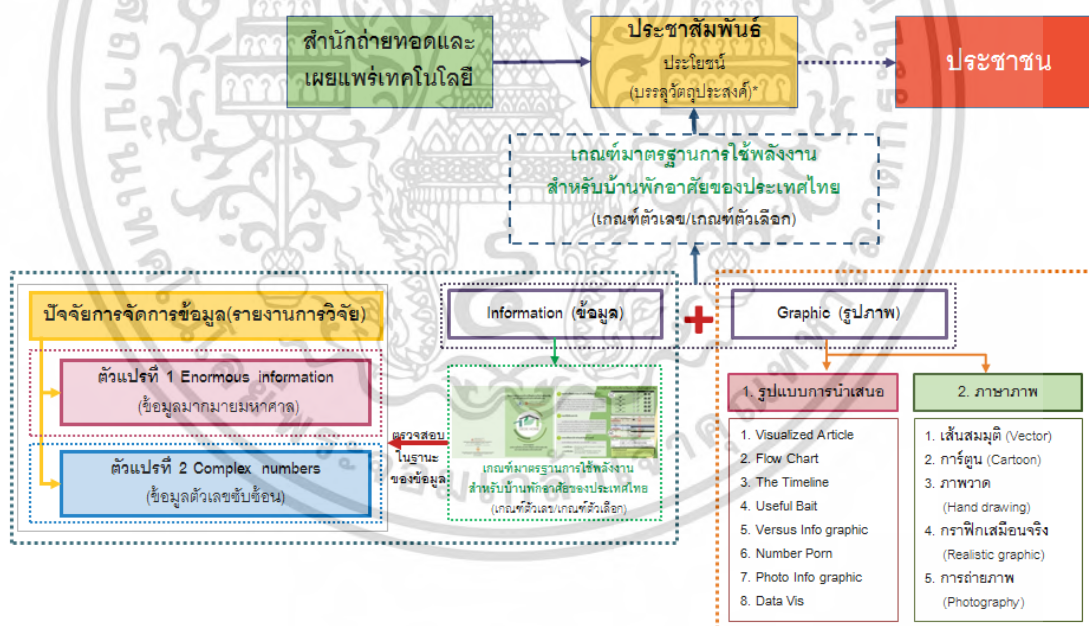 สำนักถ่ายทอดและ
เผยแพร่เทคโนโลยี
ประชาสัมพันธ์
ประโยชน์
(บรรลุวัตถุประสงค์)*
ประชาชน
เกณฑ์มาตรฐานการใช้พลังงาน
สำหรับบ้านพักอาศัยของประเทศไทย
(เกณฑ์ตัวเลข/เกณฑ์ตัวเลือก)
ปัจจัยการจัดการข้อมูล(รายงานการวิจัย)
ตัวแปรที่ 1 Enormous information
(ข้อมูลมากมายมหาศาล)
ตัวแปรที่ 2 Complex numbers
(ข้อมูลตัวเลขซับซ้อน)
ตรวจสอบ
ในฐานะ
ของข้อมูล
Information (ข้อมูล)
เกณฑ์มาตรฐานการใช้พลังงาน
สำหรับบ้านพักอาศัยของประเทศไทย
(เกณฑ์ตัวเลข/เกณฑ์ตัวเลือก)
+
Graphic (รูปภาพ)
1. รูปแบบการนำเสนอ
1. Visualized Article
2. Flow Chart
3. The Timeline
4. Useful Bait
5. Versus Info graphic
6. Number Porn
7. Photo Info graphic
8. Data Vis
2. ภาษาภาพ
1. เส้นสมมุติ (Vector)
2. การ์ตูน (Cartoon)
3. ภาพวาด
(Hand drawing)
4. กราฟิกเสมือนจริง
(Realistic graphic)
5. การถ่ายภาพ
(Photography)